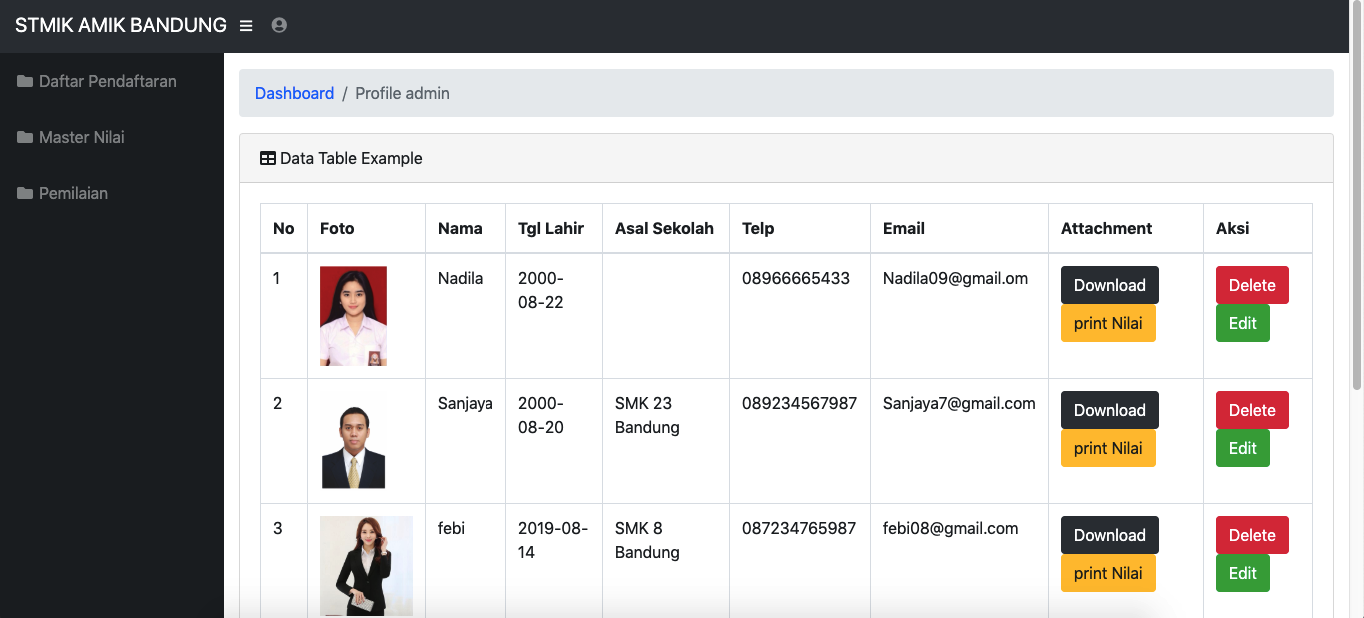 STMIK AMIK BANDUNG
Daftar Pendaftaran
Master Nilai
Pemilaian
Dashboard / Profile admin
Data Table Example
No Foto Nama Tgl Lahir Asal Sekolah Telp Email Attachment Aksi
1 Nadila 2000- 08966665433 Nadila09@gmail.om Download Delete
08-22 print Nilai Edit
2 Sanjaya 2000- SMK 23 089234567987 Sanjaya7@gmail.com Download Delete
08-20 Bandung print Nilai Edit
3 febi 2019-08- SMK 8 087234765987 febi08@gmail.com Download Delete
14 Bandung print Nilai Edit